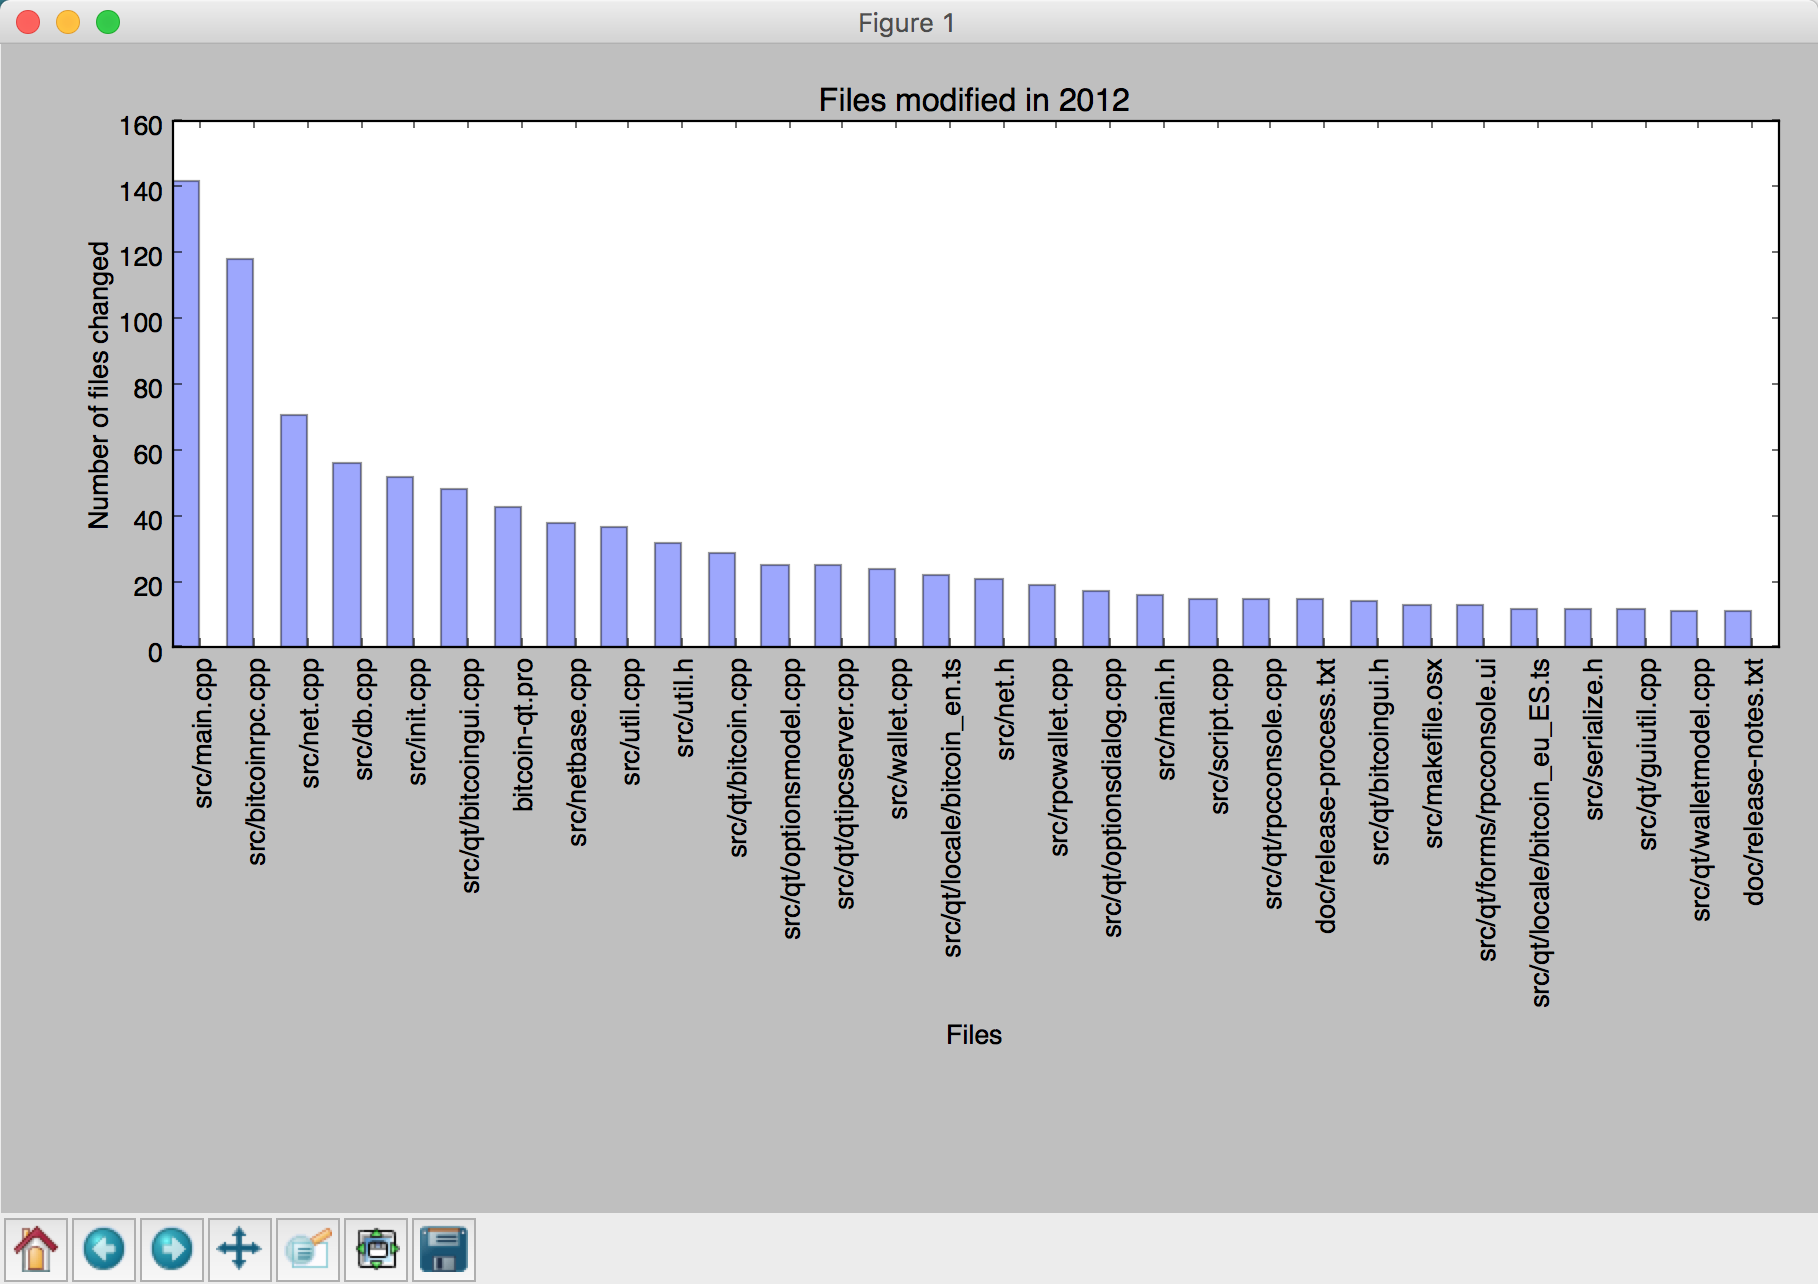 Figure 1
Files modified in 2012
160
140
120
100
80
60
40
20
0
Number of files changed
src/main.cpp
src/bitcoinrpc.cpp
src/net.cpp
src/db.cpp
src/init.cpp
src/qt/bitcoingui.cpp
bitcoin-qt.pro
src/netbase.cpp
src/util.cpp
src/util.h
src/qt/bitcoin.cpp
src/qt/optionsmodel.cpp
src/qt/qtipcserver.cpp
src/wallet.cpp
src/qt/locale/bitcoin_en.ts
src/net.h
src/rpcwallet.cpp
src/qt/optionsdialog.cpp
src/main.h
src/script.cpp
src/qt/rpcconsole.cpp
doc/release-process.txt
src/qt/bitcoingui.h
src/makefile.osx
src/qt/forms/rpcconsole.ui
src/qt/locale/bitcoin_eu_ES.ts
src/serialize.h
src/qt/guiutil.cpp
src/qt/walletmodel.cpp
doc/release-notes.txt
Files